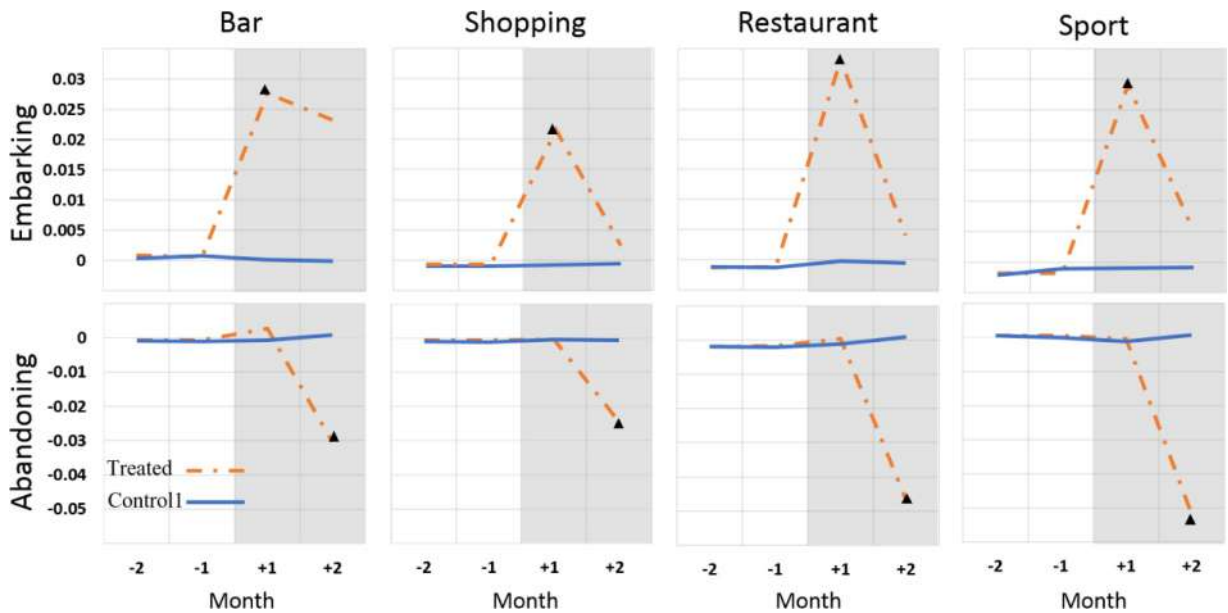 Bar Shopping Restaurant Sport
Embarking
0.03
0.025
0.02
0.015
0.01
0.005
0
Abandoning
0
-0.01
-0.02
-0.03
-0.04
-0.05
Treated
Control1
-2 -1 +1 +2 -2 -1 +1 +2 -2 -1 +1 +2 -2 -1 +1 +2
Month Month Month Month